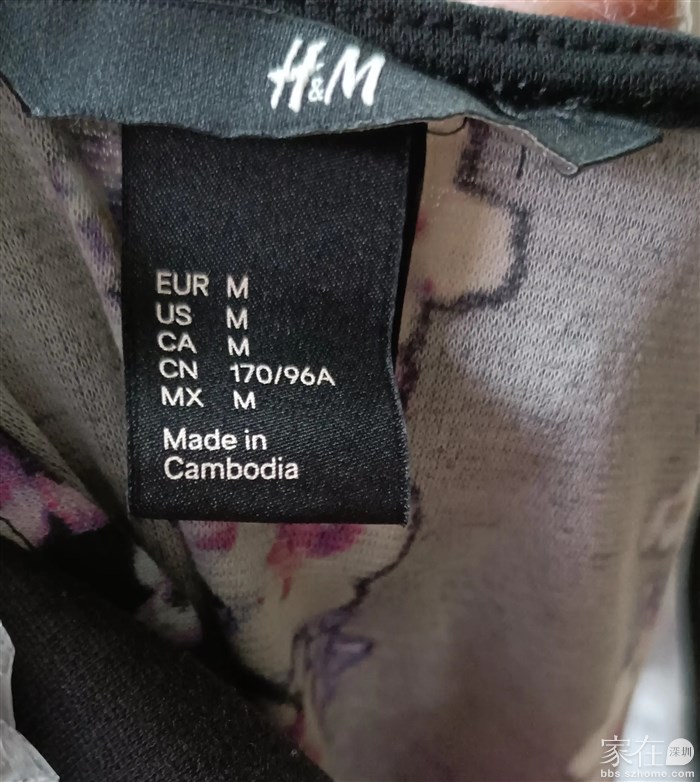 H&M
EUR M
US M
CA M
CN 170/96A
MX M
Made in
Cambodia
家在深圳
bbs.szhome.com